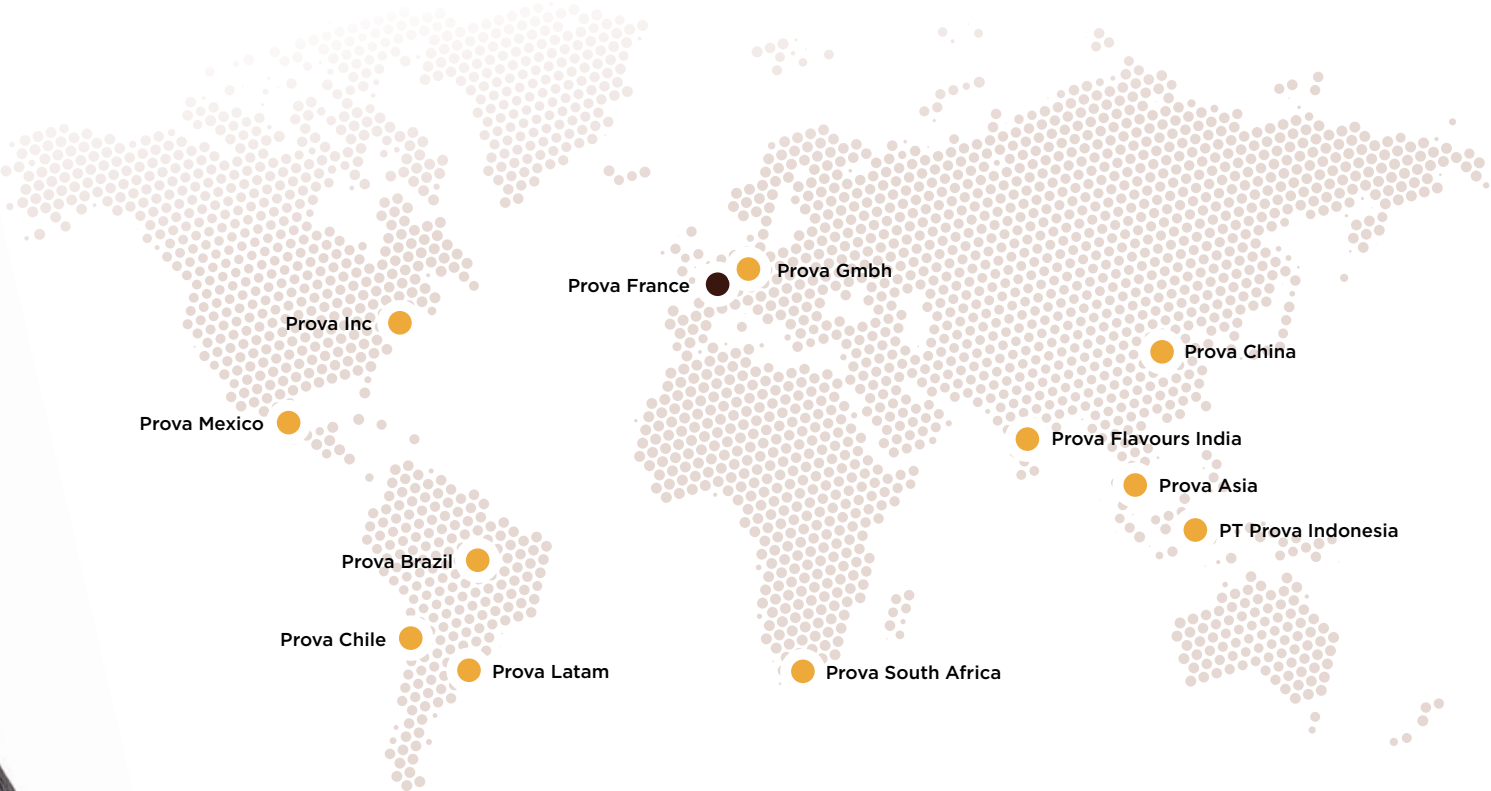 Prova Gmbh
Prova France
Prova Inc
Prova China
Prova Mexico
Prova Flavours India
Prova Asia
PT Prova Indonesia
Prova Brazil
Prova Chile
Prova Latam
Prova South Africa